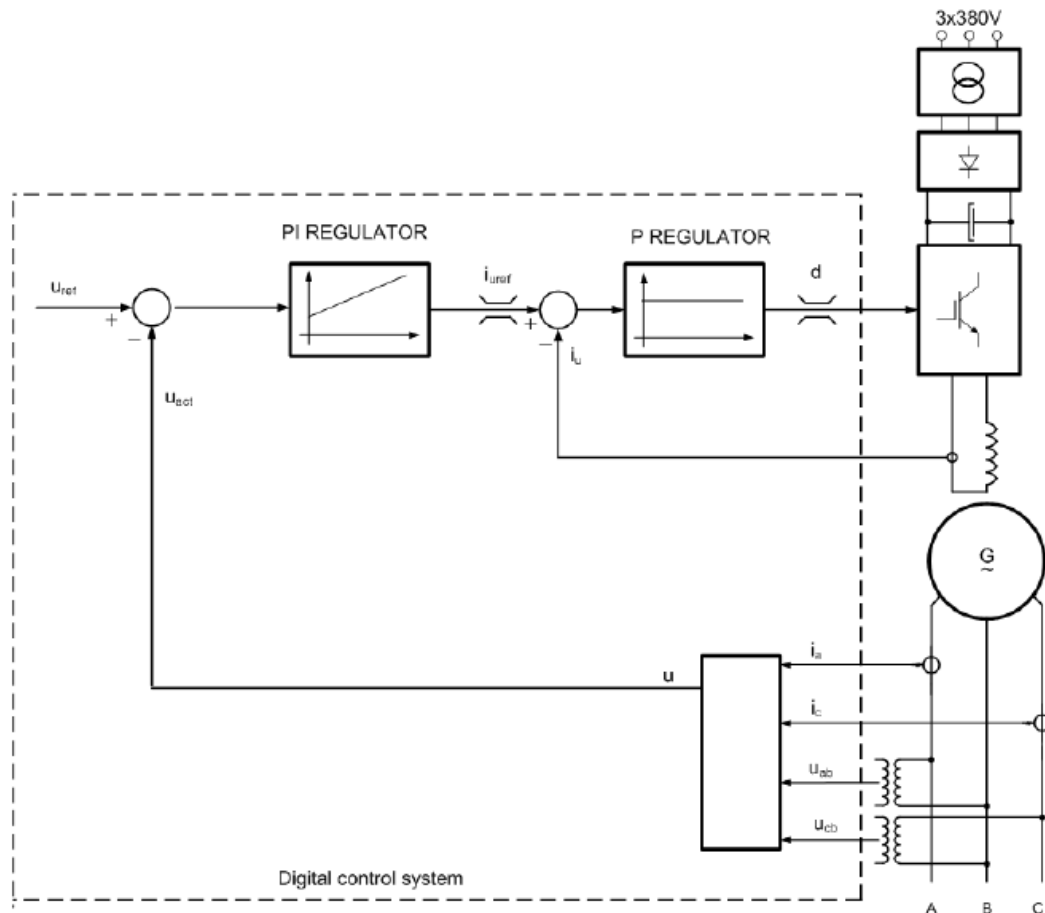 3x380V
PI REGULATOR
P REGULATOR
u_ref
+
−
i_uref
+
−
d
i_u
u_act
G
~
i_a
u
i_c
u_ab
u_cb
Digital control system
A B C